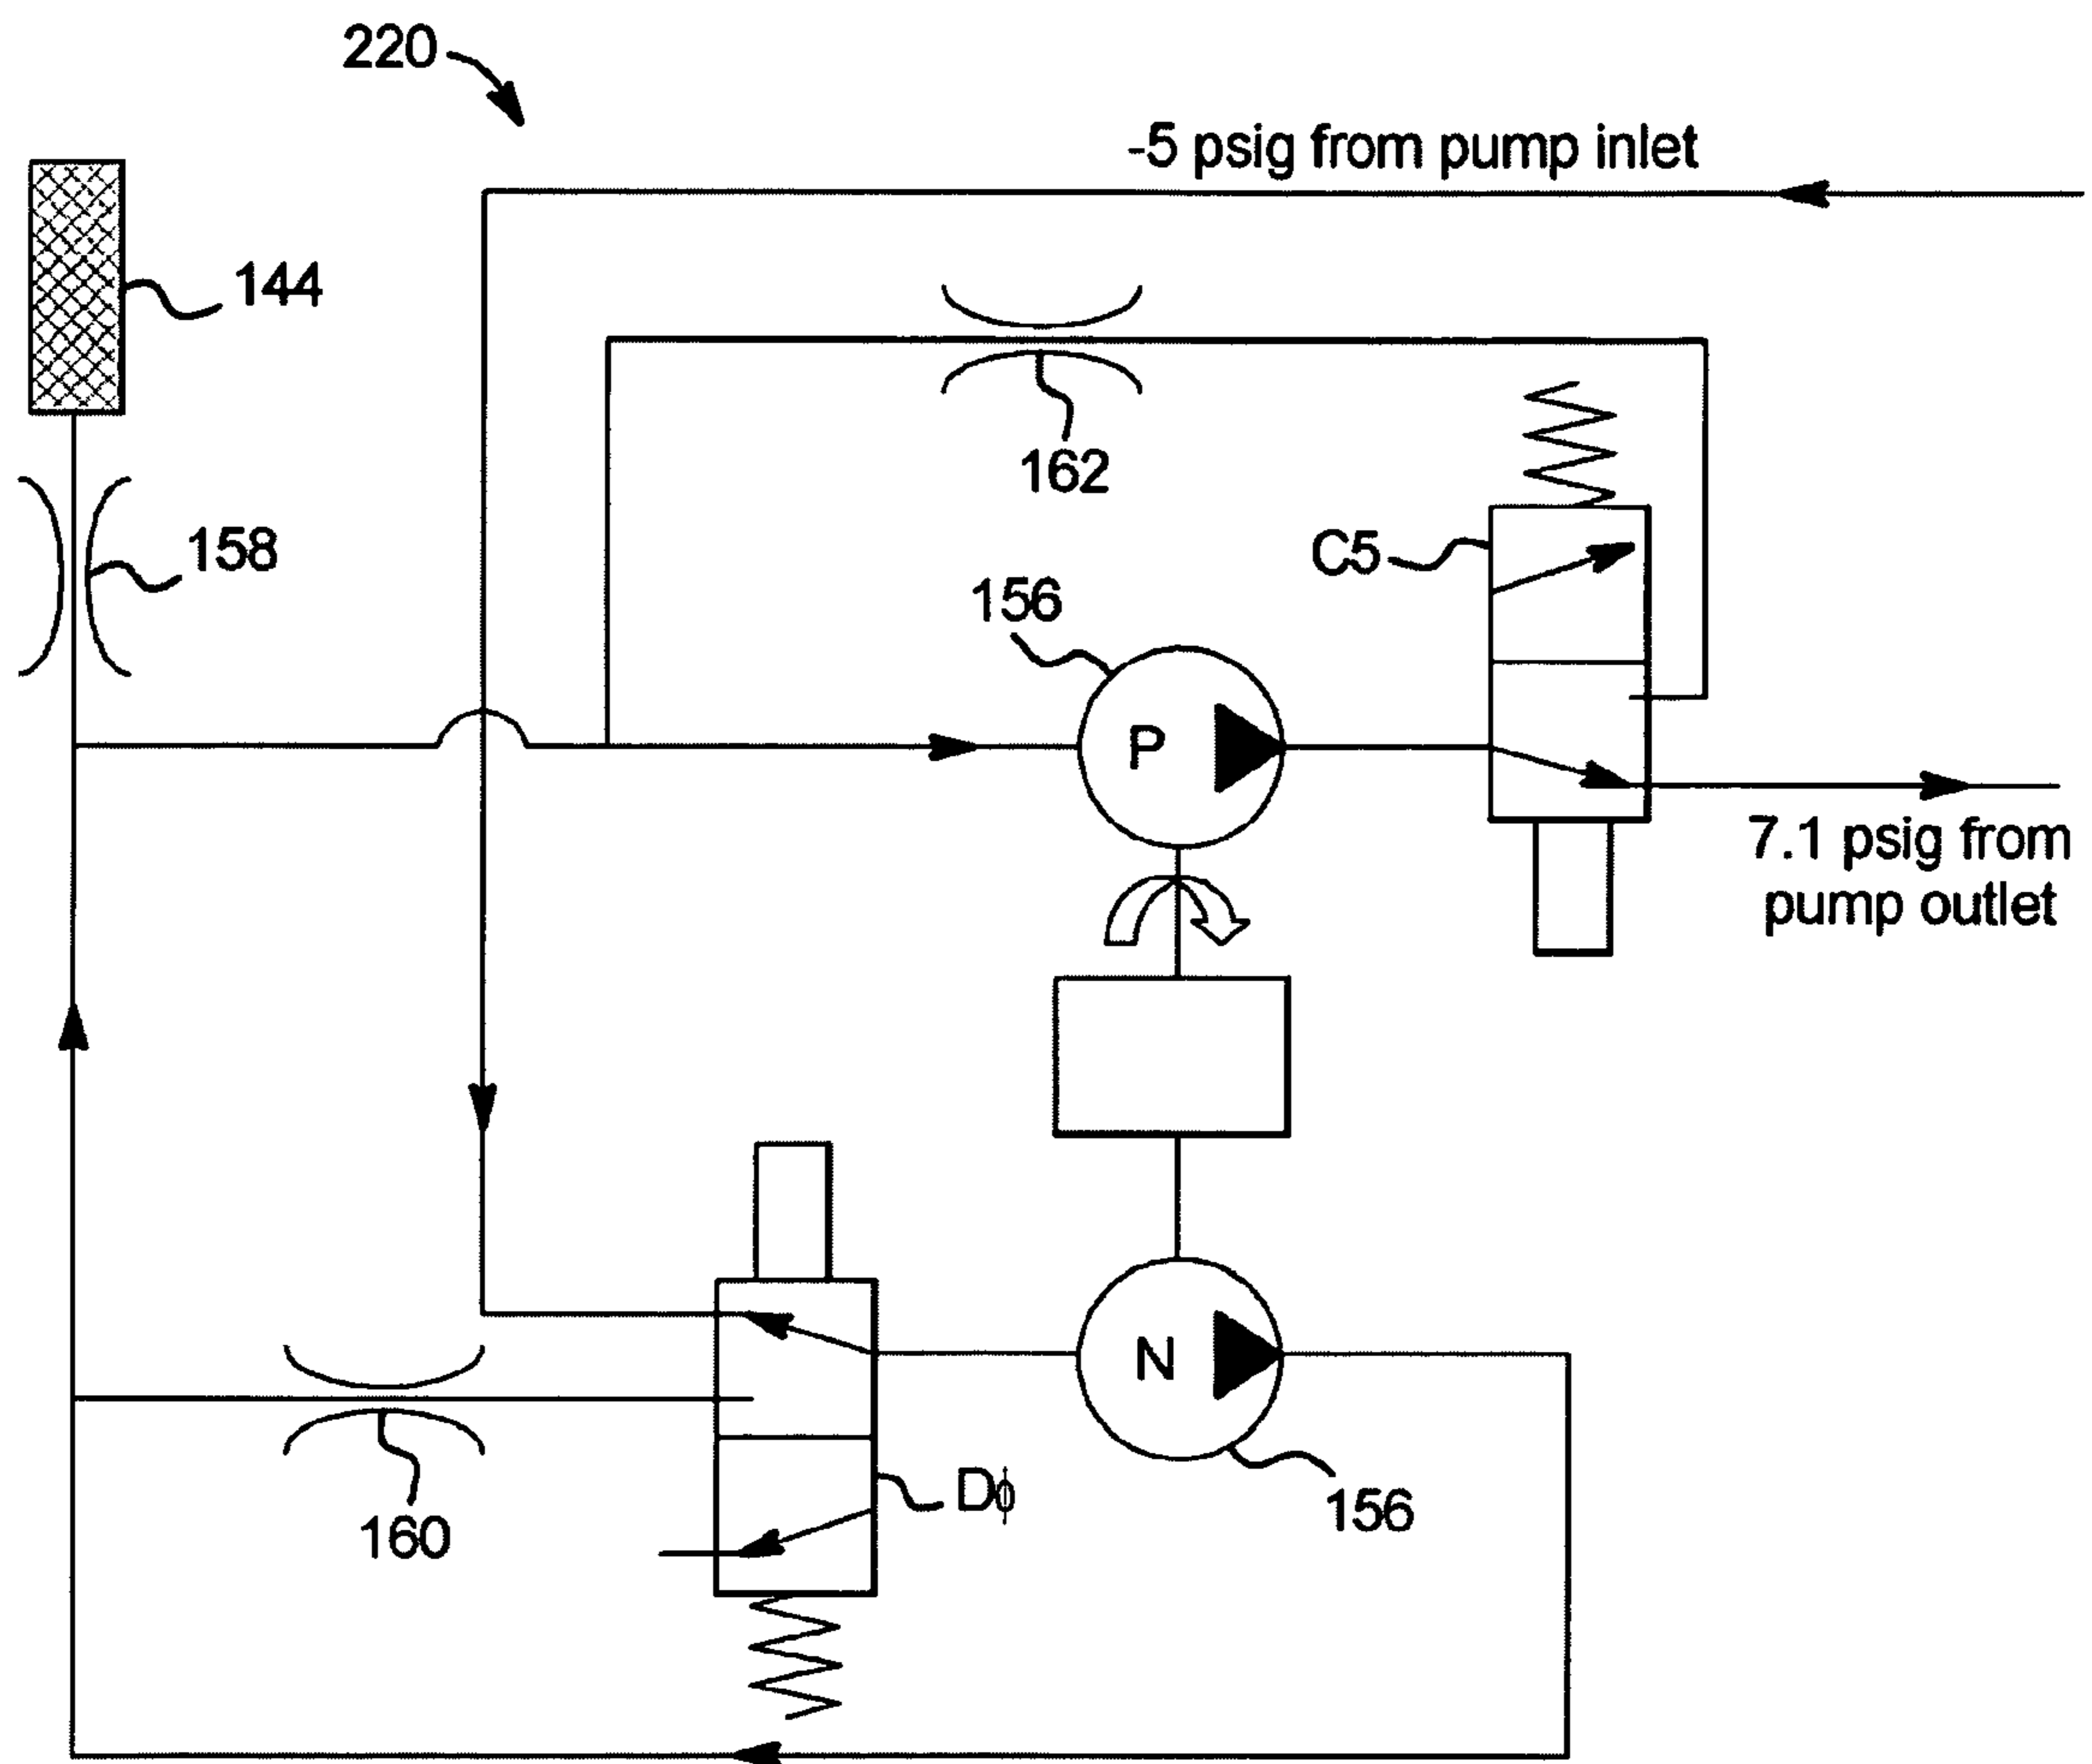 220
-5 psig from pump inlet
144
162
158
C5
156
P
7.1 psig from
pump outlet
N
Dϕ
160
156